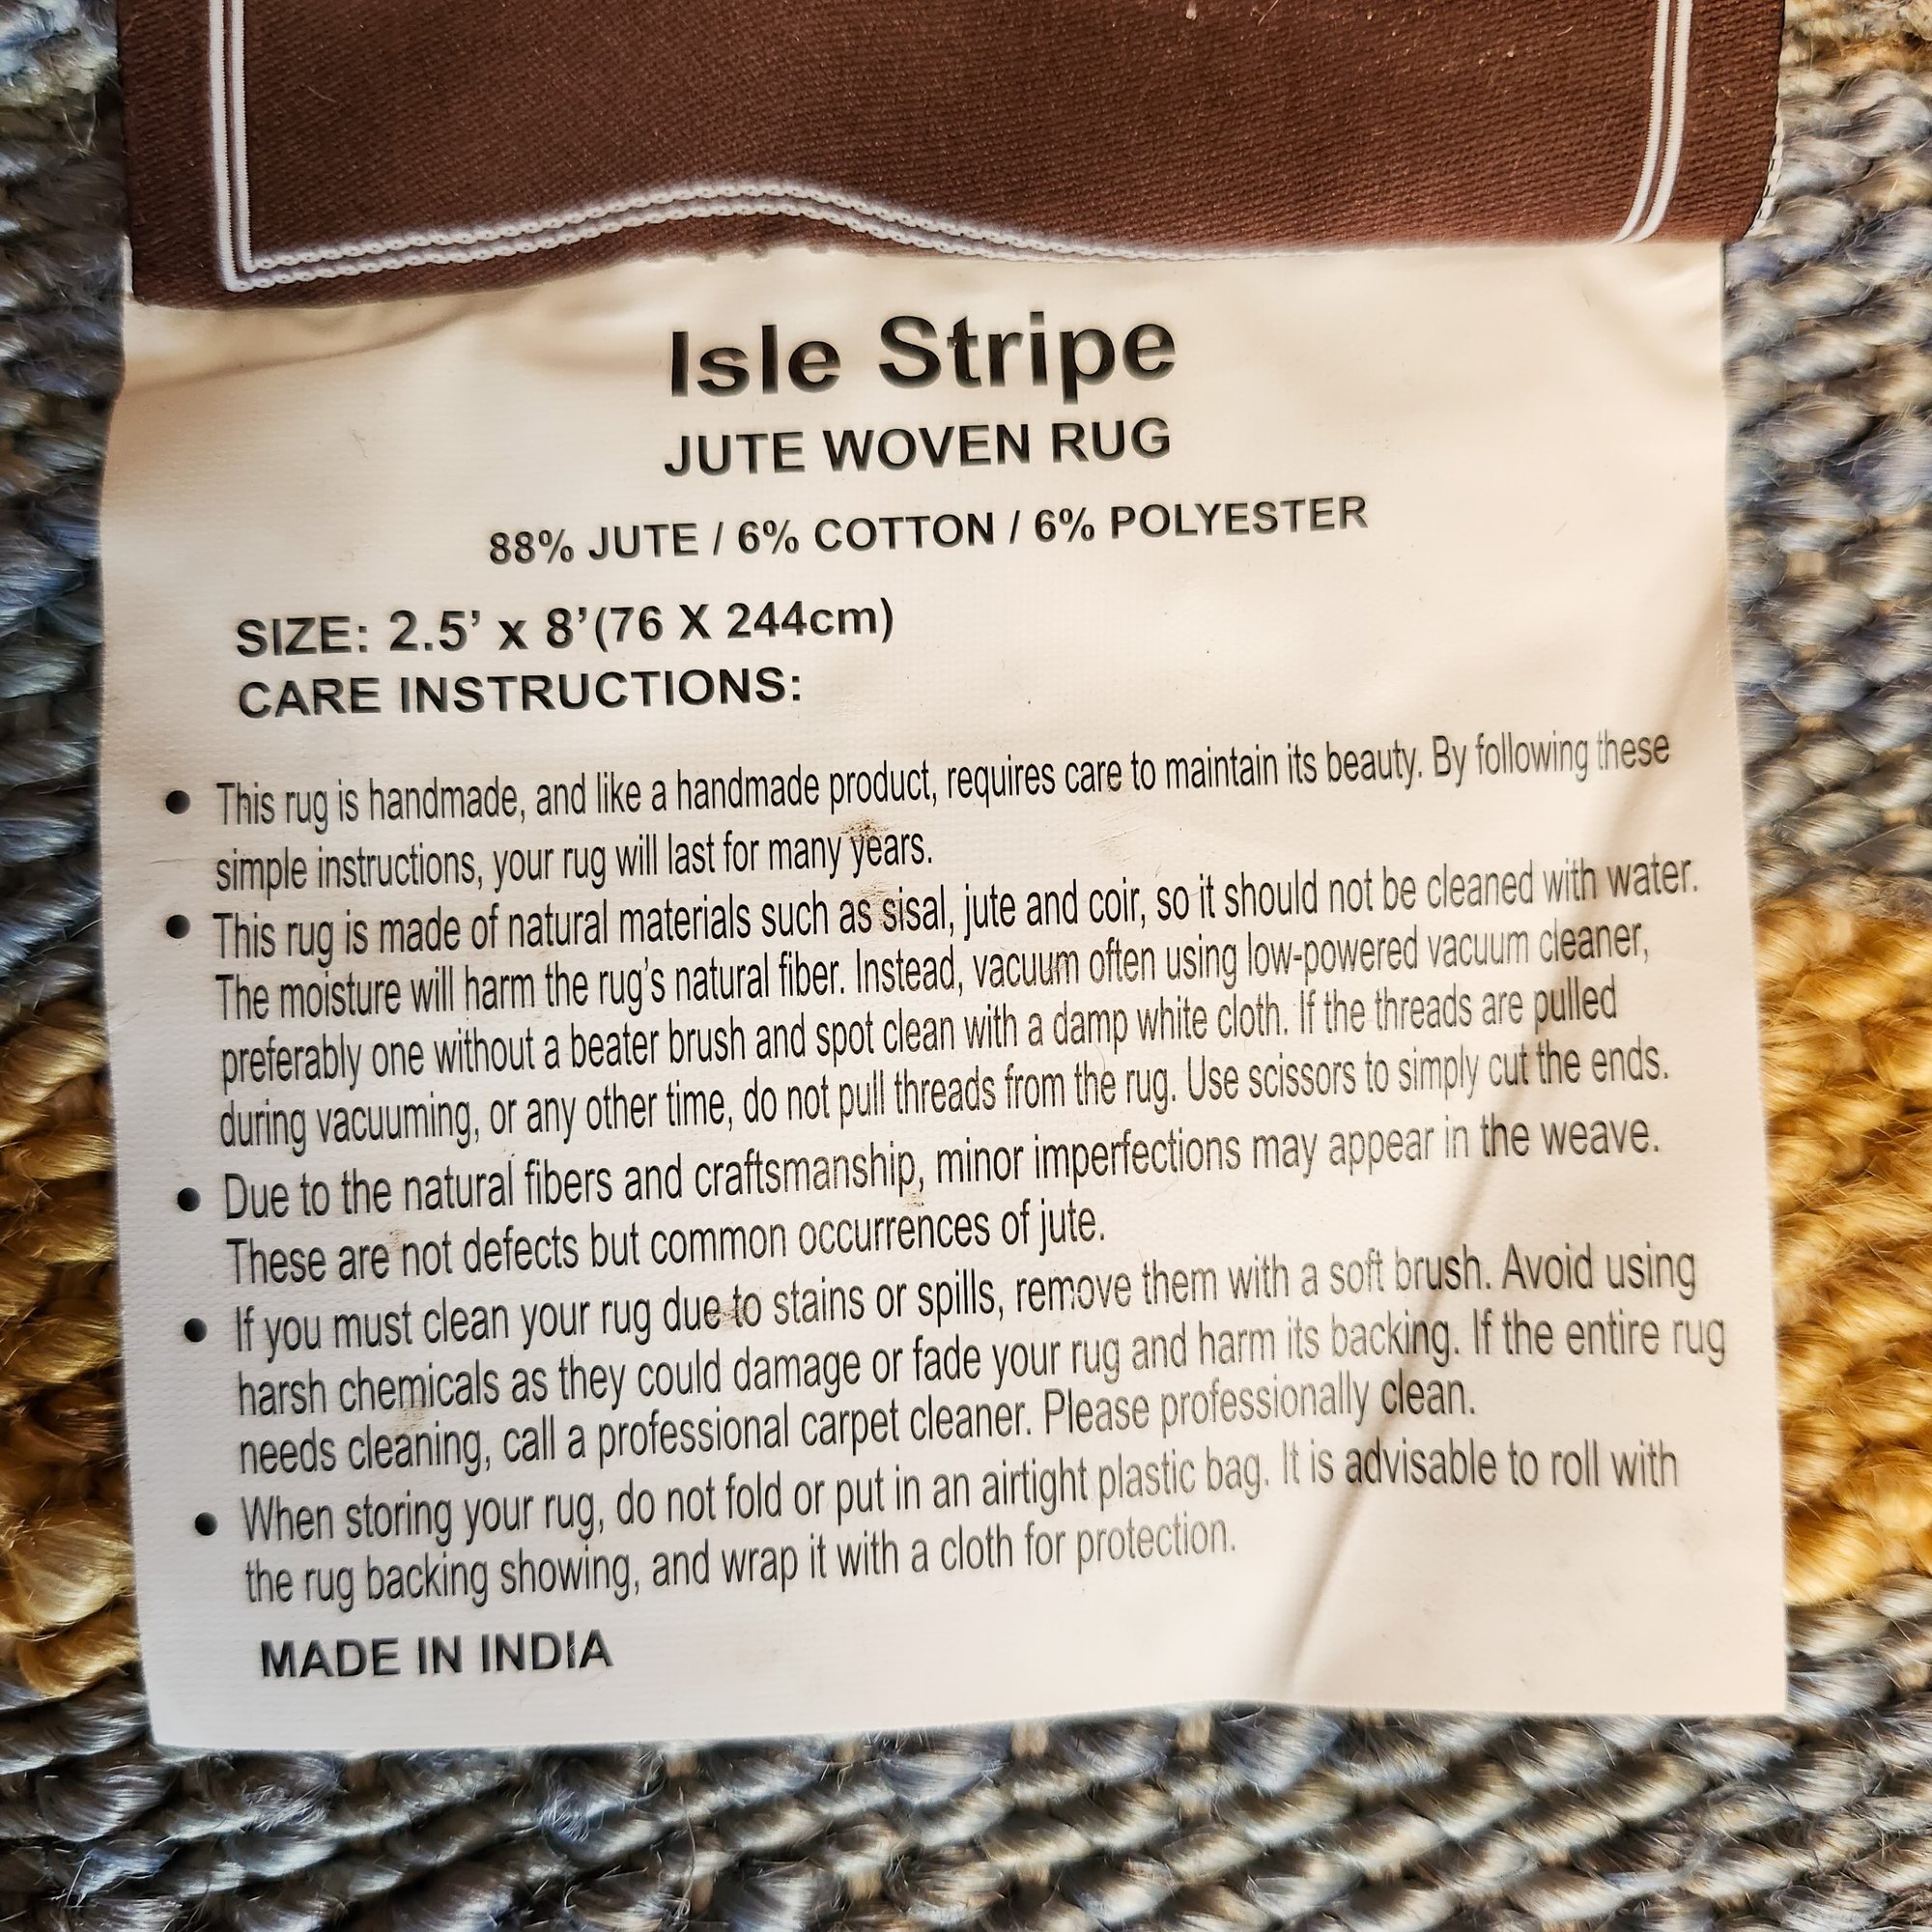 Isle Stripe
JUTE WOVEN RUG
88% JUTE / 6% COTTON / 6% POLYESTER
SIZE: 2.5' x 8'(76 X 244cm)
CARE INSTRUCTIONS:
• This rug is handmade, and like a handmade product, requires care to maintain its beauty. By following these
simple instructions, your rug will last for many years.
• This rug is made of natural materials such as sisal, jute and coir, so it should not be cleaned with water.
The moisture will harm the rug's natural fiber. Instead, vacuum often using low-powered vacuum cleaner,
preferably one without a beater brush and spot clean with a damp white cloth. If the threads are pulled
during vacuuming, or any other time, do not pull threads from the rug. Use scissors to simply cut the ends.
• Due to the natural fibers and craftsmanship, minor imperfections may appear in the weave.
These are not defects but common occurrences of jute.
• If you must clean your rug due to stains or spills, remove them with a soft brush. Avoid using
harsh chemicals as they could damage or fade your rug and harm its backing. If the entire rug
needs cleaning, call a professional carpet cleaner. Please professionally clean.
• When storing your rug, do not fold or put in an airtight plastic bag. It is advisable to roll with
the rug backing showing, and wrap it with a cloth for protection.
MADE IN INDIA